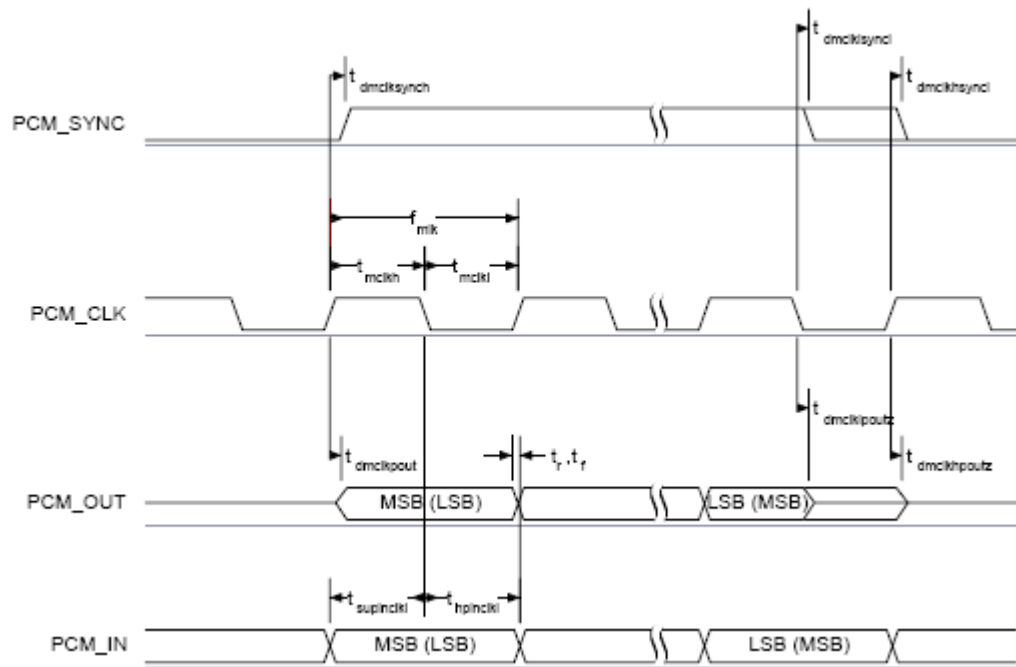 t dmclklsyncl
t dmclksynch
t dmclkhsyncl
PCM_SYNC
f mlk
t mclkh
t mclkl
PCM_CLK
t dmclklpoutz
t dmclkpout
t r ,t f
t dmclkhpoutz
PCM_OUT
MSB (LSB)
LSB (MSB)
t supinclkl
t hpinclkl
PCM_IN
MSB (LSB)
LSB (MSB)